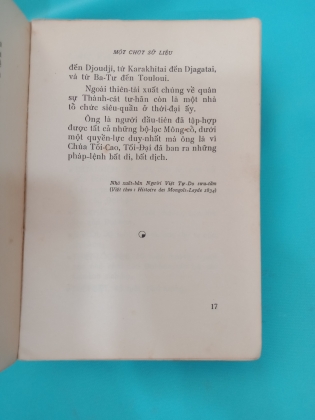 MỘT CHÚT SỬ LIỆU
đến Djoudji, từ Karakhitai đến Djagatai,
và từ Ba-Tư đến Touloui.
Ngoài thiên-tài xuất chúng về quân
sự Thành-cát tư-hãn còn là một nhà
tổ chức siêu-quần ở thời-đại ấy.
Ông là người đầu-tiên đã tập-hợp
được tất cả những bộ-lạc Mông-cổ, dưới
một quyền-lực duy-nhất mà ông là vì
Chúa Tối-Cao, Tối-Đại đã ban ra những
pháp-lệnh bất di, bất dịch.
Nhà xuất-bản Người Việt Tự-Do sưu-tầm
(Viết theo : Histoire des Mongols-Leyde 1834)
17